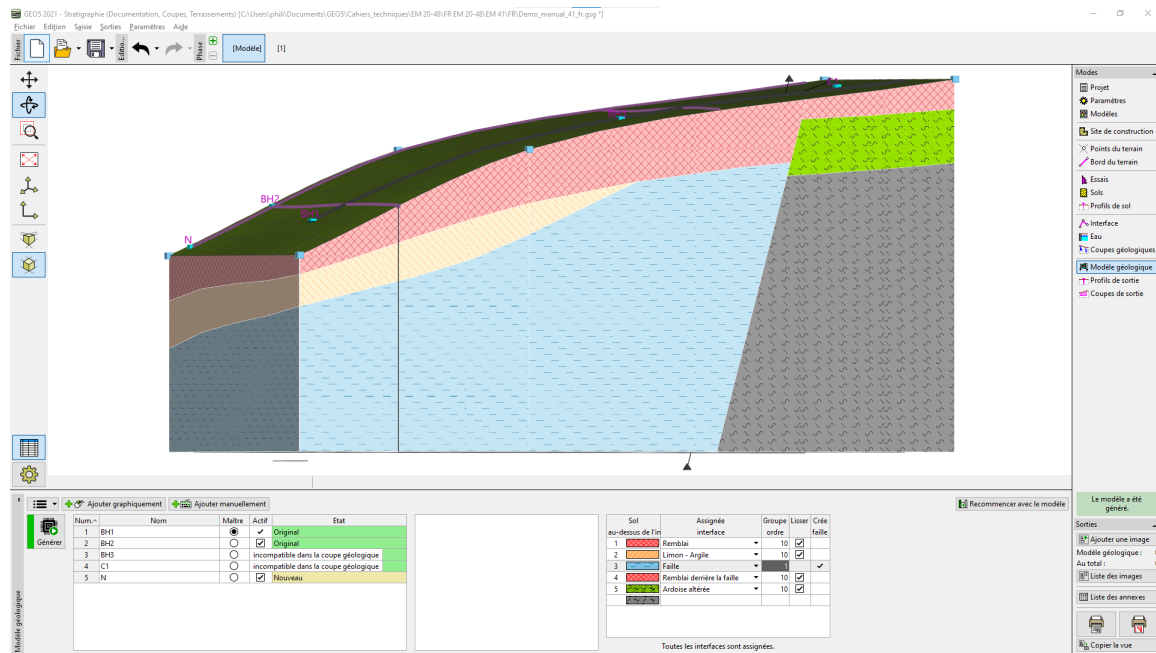 GEO5 2021 - Stratigraphie (Documentation, Coupes, Terrassements) [C:\Users\phili\Documents\GEO5\Cahiers_techniques\EM 20-48\FR EM 20-48\EM 41\FR\Demo_manual_41_fr.gsg *]
Fichier Edition Saisie Sorties Paramètres Aide
Fichier
Editio...
Phase
[Modèle] [1]
BH3
BH2
BH1
N
Modes
Projet
Paramètres
Modèles
Site de construction
Points du terrain
Bord du terrain
Essais
Sols
Profils de sol
Interface
Eau
Coupes géologiques
Modèle géologique
Profils de sortie
Coupes de sortie
Ajouter graphiquement Ajouter manuellement
Recommencer avec le modèle
Générer
Modèle géologique
Num. Nom Maître Actif Etat
1 BH1 Original
2 BH2 Original
3 BH3 incompatible dans la coupe géologique
4 C1 incompatible dans la coupe géologique
5 N Nouveau
Sol Assignée Groupe Lisser Crée
au-dessus de l'in interface ordre faille
1 Remblai 10
2 Limon - Argile 10
3 Faille 1
4 Remblai derrière la faille 10
5 Ardoise altérée 10
Toutes les interfaces sont assignées.
Le modèle a été
généré.
Sorties
Ajouter une image
Modèle géologique :
Au total :
Liste des images
Liste des annexes
Copier la vue